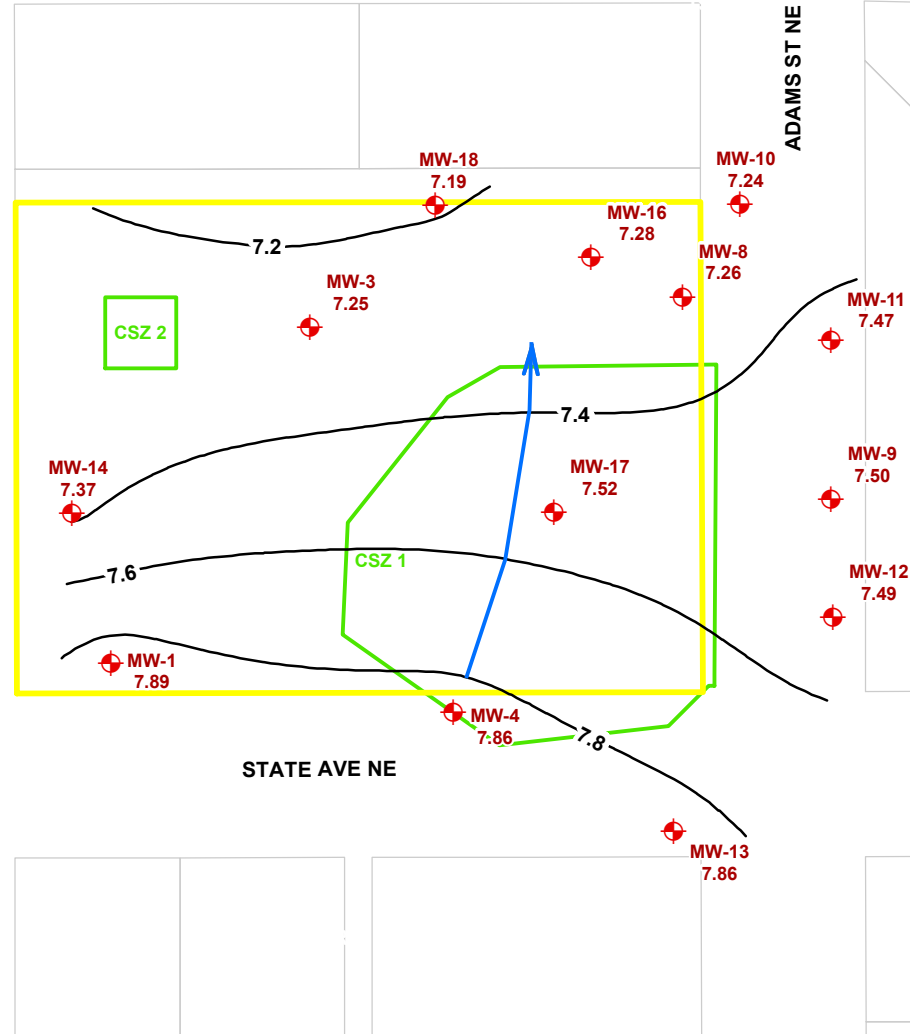 ADAMS ST NE
MW-18
7.19
MW-10
7.24
MW-16
7.28
MW-8
7.26
7.2
MW-3
7.25
MW-11
7.47
CSZ 2
7.4
MW-14
7.37
MW-17
7.52
MW-9
7.50
CSZ 1
7.6
MW-12
7.49
MW-1
7.89
MW-4
7.86
7.8
STATE AVE NE
MW-13
7.86